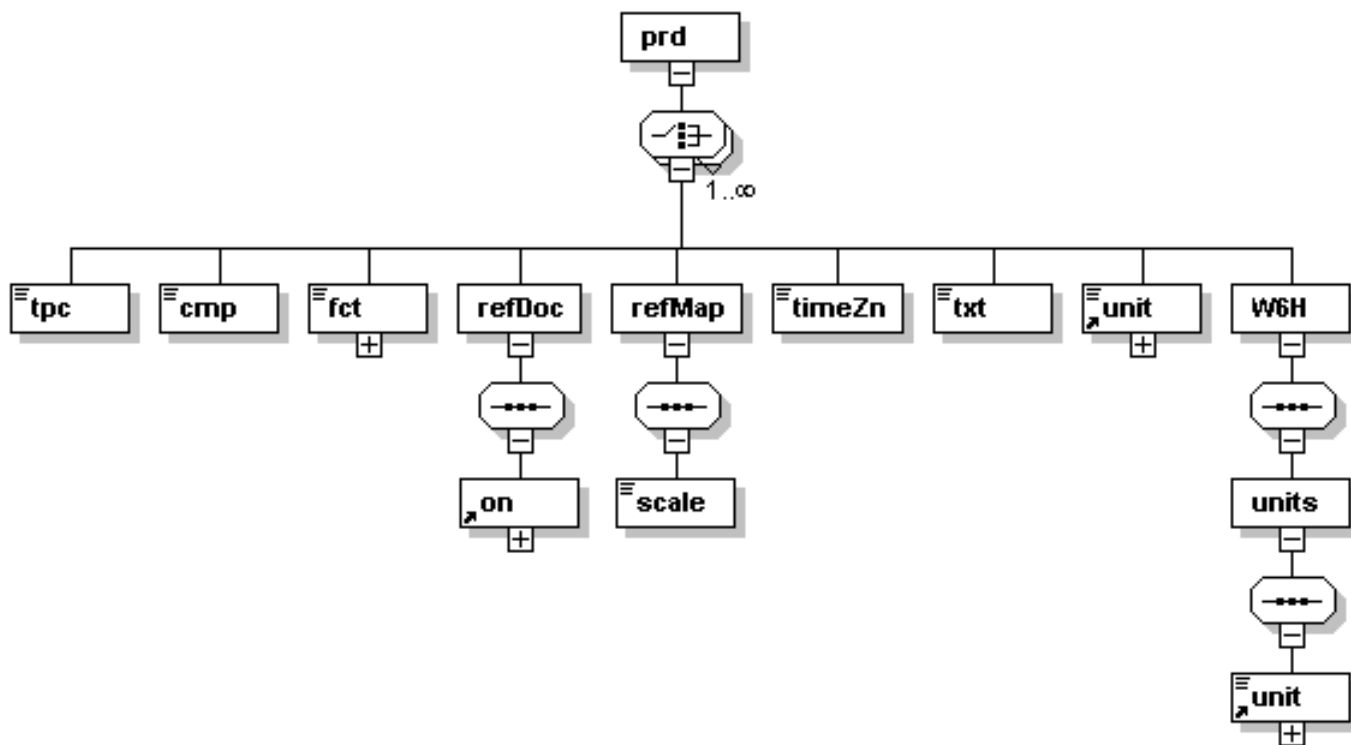 prd
1..∞
tpc
cmp
fct
refDoc
refMap
timeZn
txt
unit
W6H
on
scale
units
unit